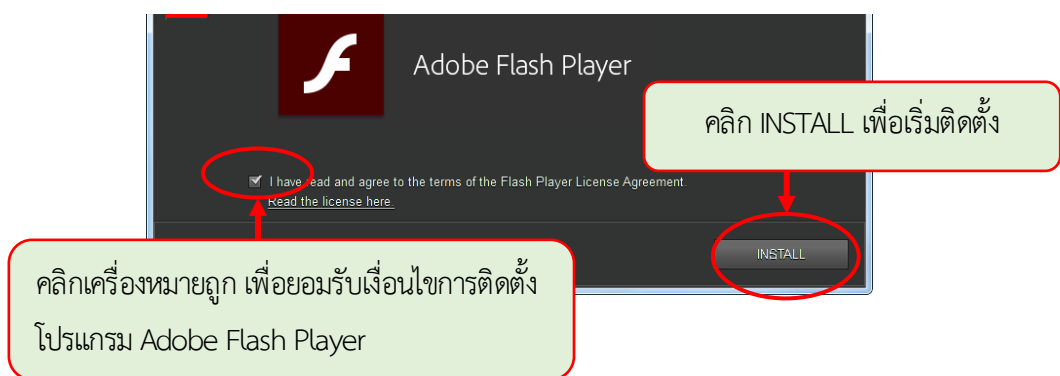 Adobe Flash Player
คลิก INSTALL เพื่อเริ่มติดตั้ง
I have read and agree to the terms of the Flash Player License Agreement.
Read the license here.
INSTALL
คลิกเครื่องหมายถูก เพื่อยอมรับเงื่อนไขการติดตั้ง
โปรแกรม Adobe Flash Player